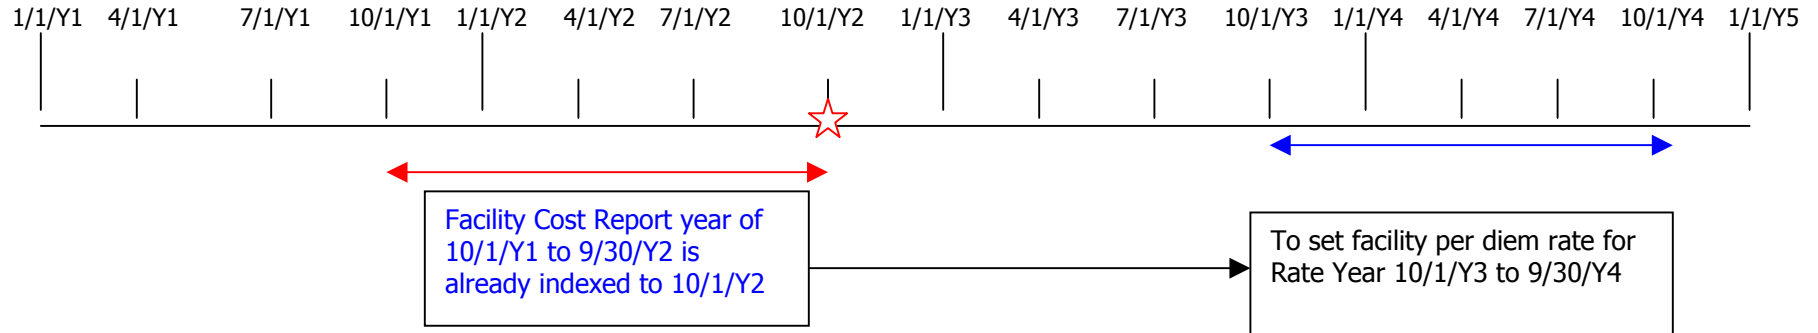 1/1/Y1 4/1/Y1 7/1/Y1 10/1/Y1 1/1/Y2 4/1/Y2 7/1/Y2 10/1/Y2 1/1/Y3 4/1/Y3 7/1/Y3 10/1/Y3 1/1/Y4 4/1/Y4 7/1/Y4 10/1/Y4 1/1/Y5
Facility Cost Report year of
10/1/Y1 to 9/30/Y2 is
already indexed to 10/1/Y2
To set facility per diem rate for
Rate Year 10/1/Y3 to 9/30/Y4